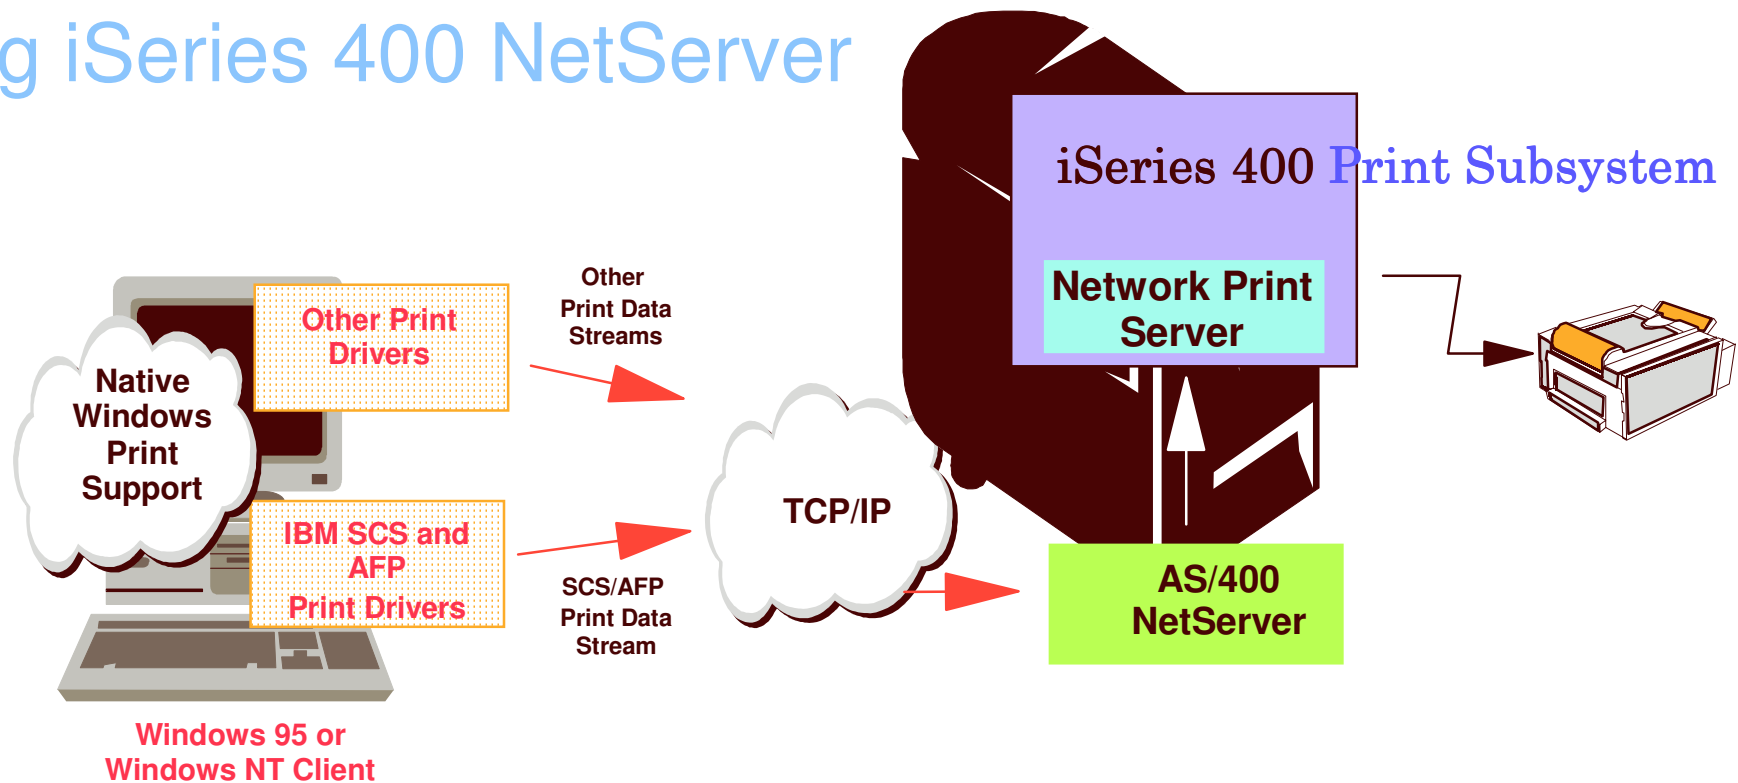 g iSeries 400 NetServer
iSeries 400 Print Subsystem
Network Print
Server
Other
Print Data
Streams
Other Print
Drivers
Native
Windows
Print
Support
TCP/IP
IBM SCS and
AFP
Print Drivers
SCS/AFP
Print Data
Stream
AS/400
NetServer
Windows 95 or
Windows NT Client